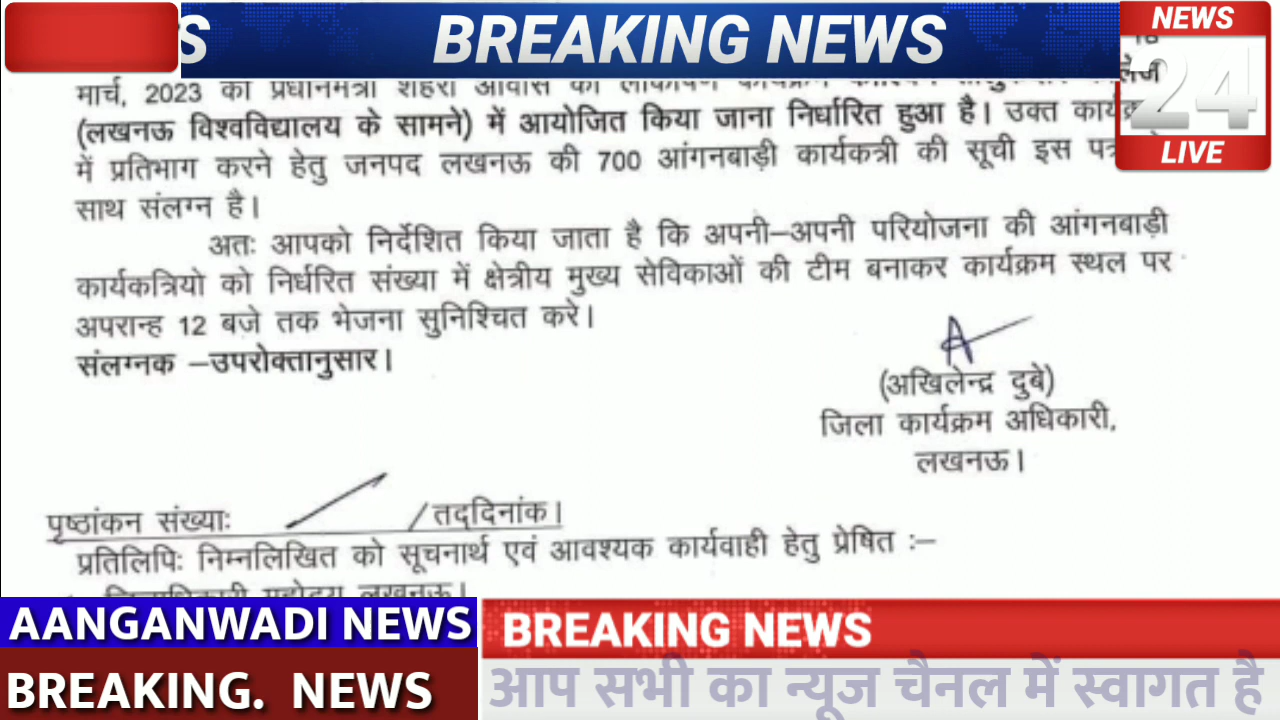 S BREAKING NEWS
NEWS
24
LIVE
मार्च, 2023 को प्रधानमंत्री शहरी आवास
(लखनऊ विश्वविद्यालय के सामने) में आयोजित किया जाना निर्धारित हुआ है। उक्त
में प्रतिभाग करने हेतु जनपद लखनऊ की 700 आंगनबाड़ी कार्यकत्री की सूची इस
साथ संलग्न है।
अतः आपको निर्देशित किया जाता है कि अपनी–अपनी परियोजना की आंगनबाड़ी
कार्यकत्रियो को निर्धारित संख्या में क्षेत्रीय मुख्य सेविकाओं की टीम बनाकर कार्यक्रम स्थल पर
अपरान्ह 12 बजे तक भेजना सुनिश्चित करे।
संलग्नक –उपरोक्तानुसार।
(अखिलेन्द्र दुबे)
जिला कार्यक्रम अधिकारी,
लखनऊ।
पृष्ठांकन संख्याः /तद्दिनांक।
प्रतिलिपिः निम्नलिखित को सूचनार्थ एवं आवश्यक कार्यवाही हेतु प्रेषित :–
AANGANWADI NEWS
BREAKING NEWS
BREAKING. NEWS
आप सभी का न्यूज चैनल में स्वागत है